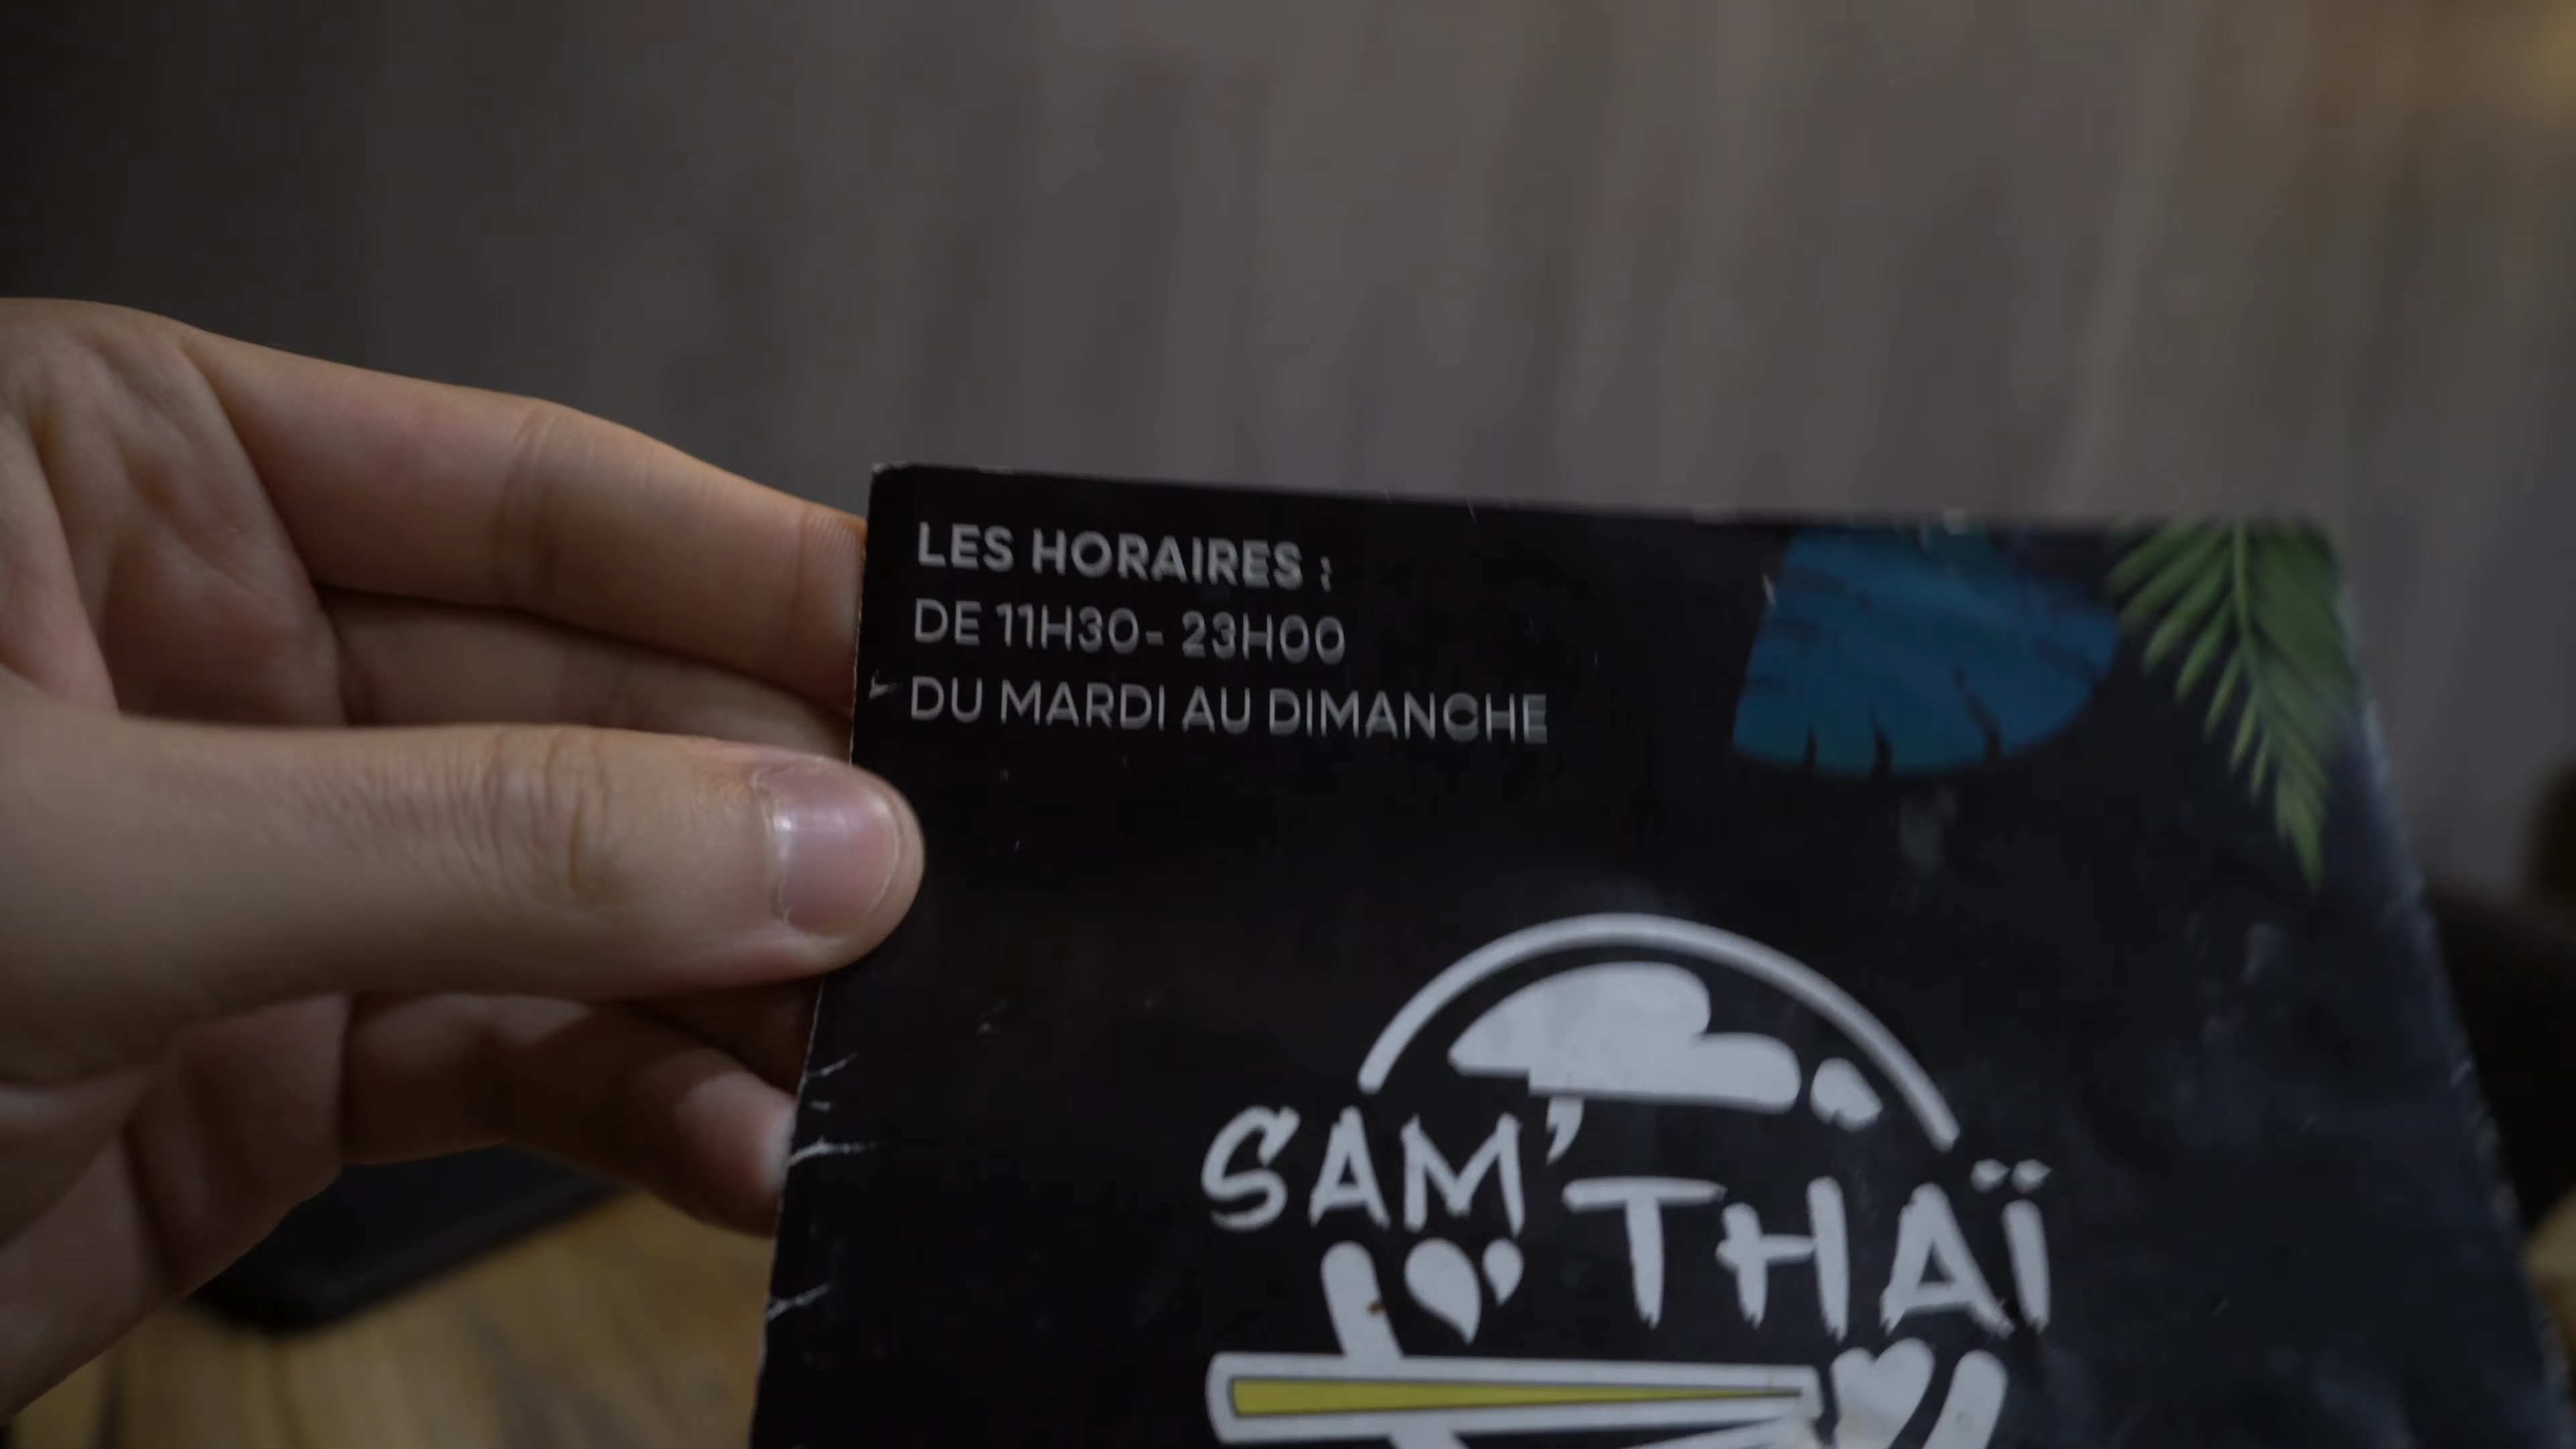 LES HORAIRES :
DE 11H30- 23H00
DU MARDI AU DIMANCHE
SAM'THAÏ